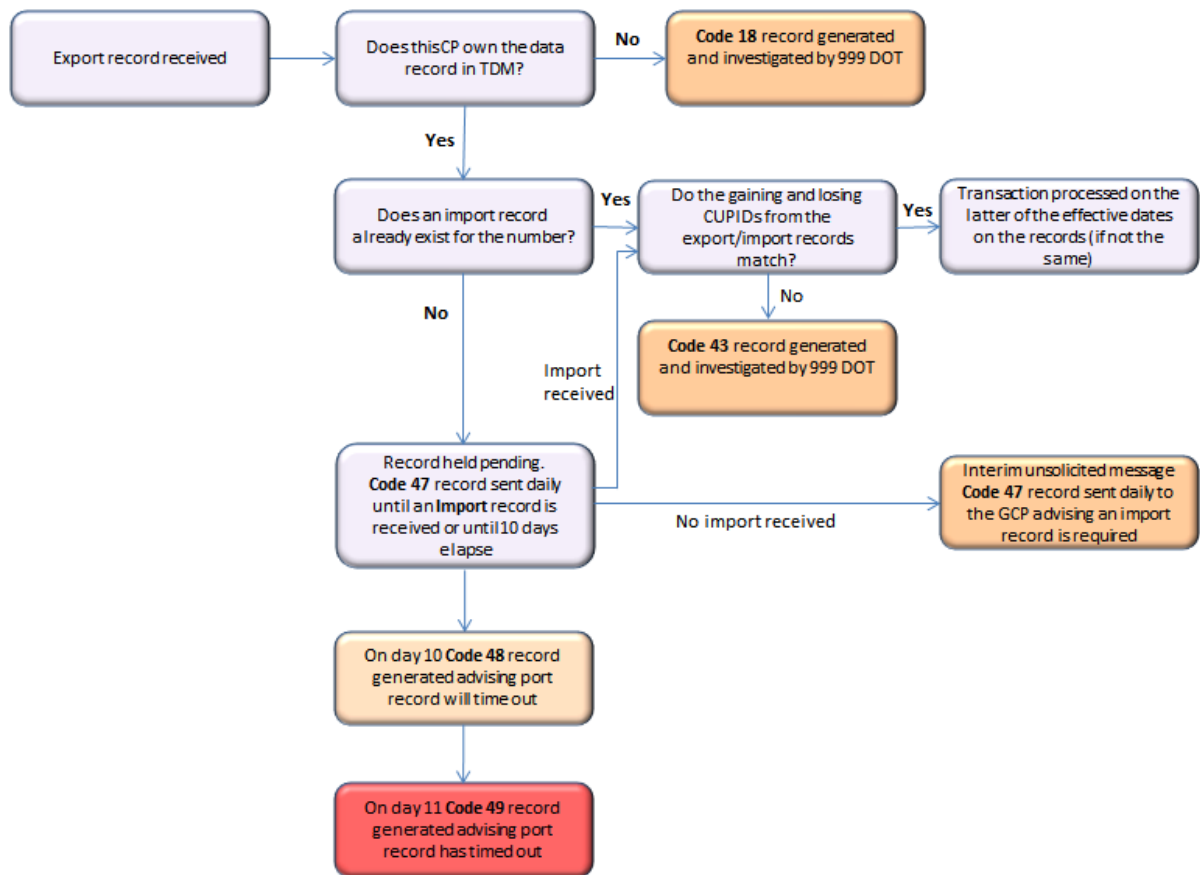 Export record received
Does this CP own the data
record in TDM?
No
Code 18 record generated
and investigated by 999 DOT
Yes
Does an import record
already exist for the number?
Yes
Do the gaining and losing
CUPIDs from the
export/import records
match?
Yes
Transaction processed on the
latter of the effective dates
on the records (if not the
same)
No
No
Code 43 record generated
and investigated by 999 DOT
Import
received
Record held pending.
Code 47 record sent daily
until an Import record is
received or until 10 days
elapse
No import received
Interim unsolicited message
Code 47 record sent daily to
the GCP advising an import
record is required
On day 10 Code 48 record
generated advising port
record will time out
On day 11 Code 49 record
generated advising port
record has timed out